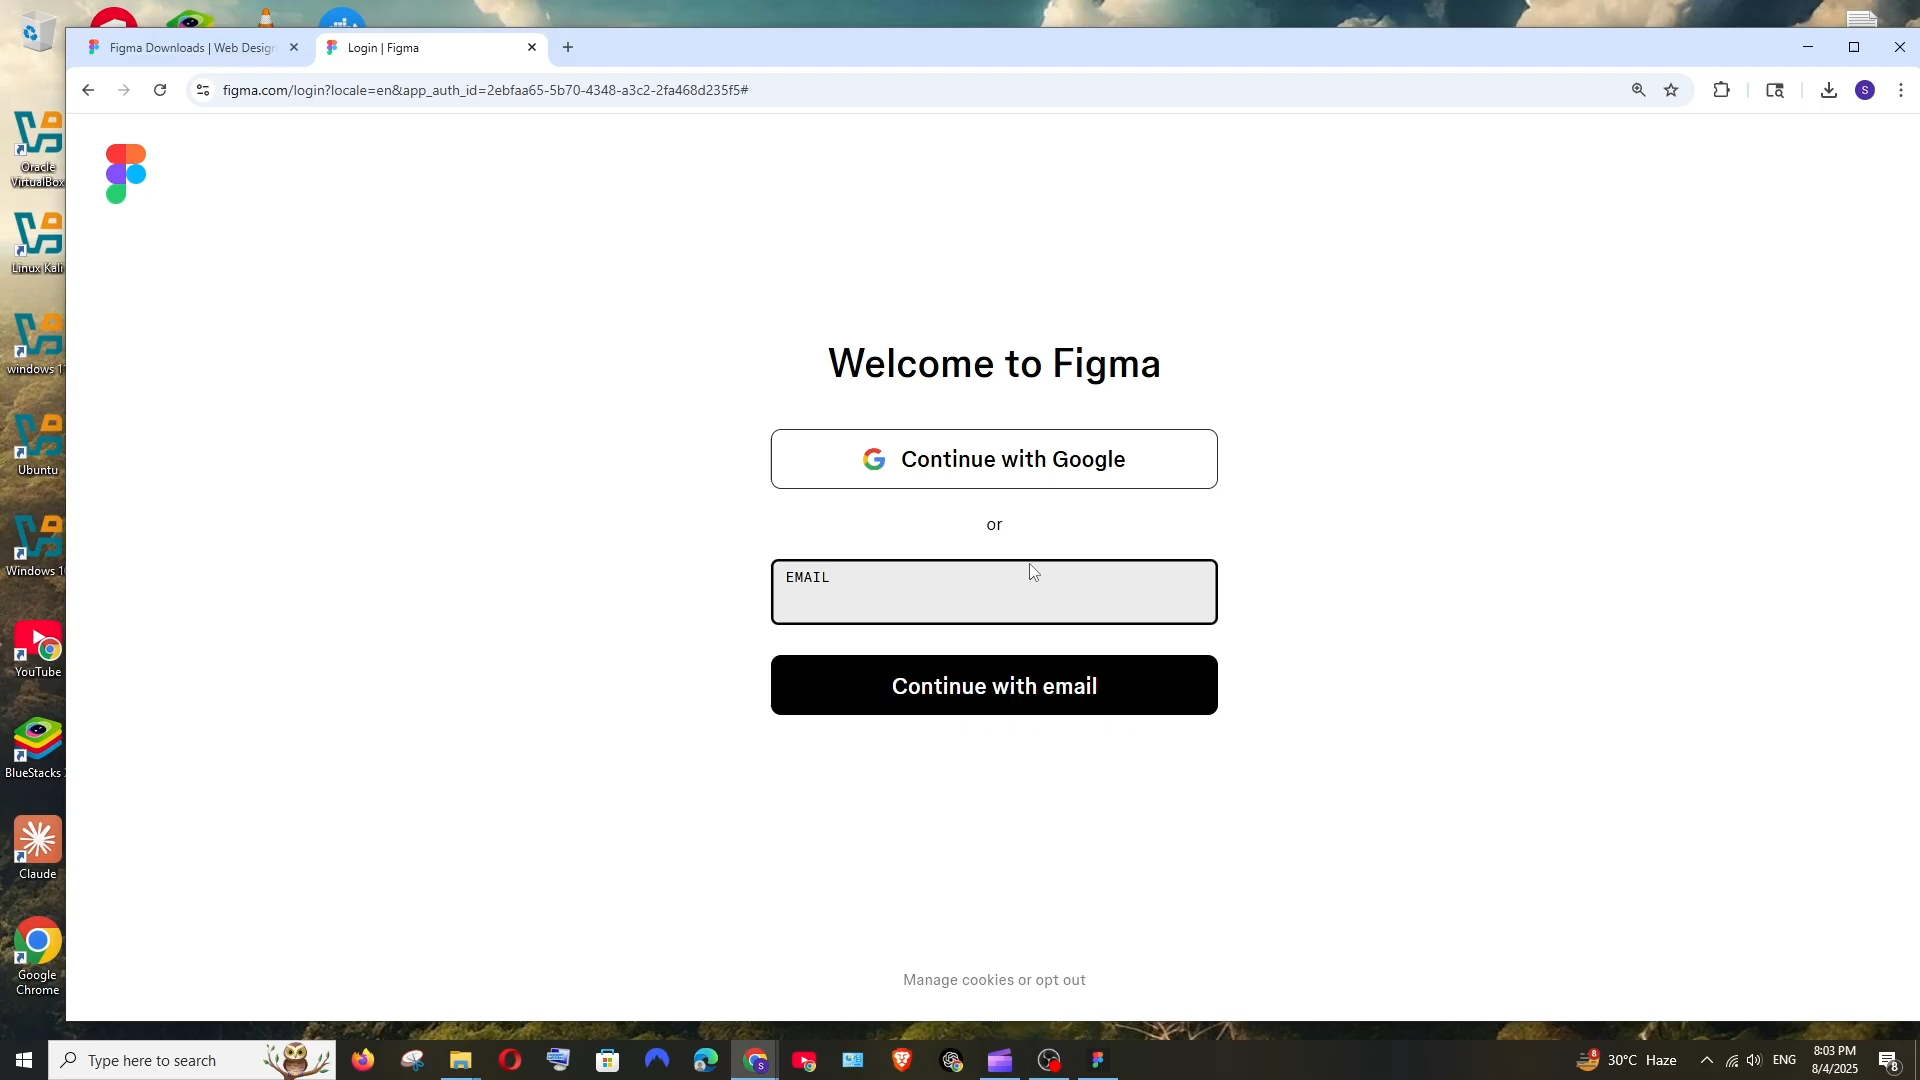 Figma Downloads | Web Design
Login | Figma
figma.com/login?locale=en&app_auth_id=2ebfaa65-5b70-4348-a3c2-2fa468d235f5#
S
Welcome to Figma
Continue with Google
or
EMAIL
Continue with email
Manage cookies or opt out
Oracle
VirtualBox
Linux Kali
windows 1
Ubuntu
Windows 1
YouTube
BlueStacks
Claude
Google
Chrome
Type here to search
S
8
30°C Haze
ENG
8:03 PM
8/4/2025
8